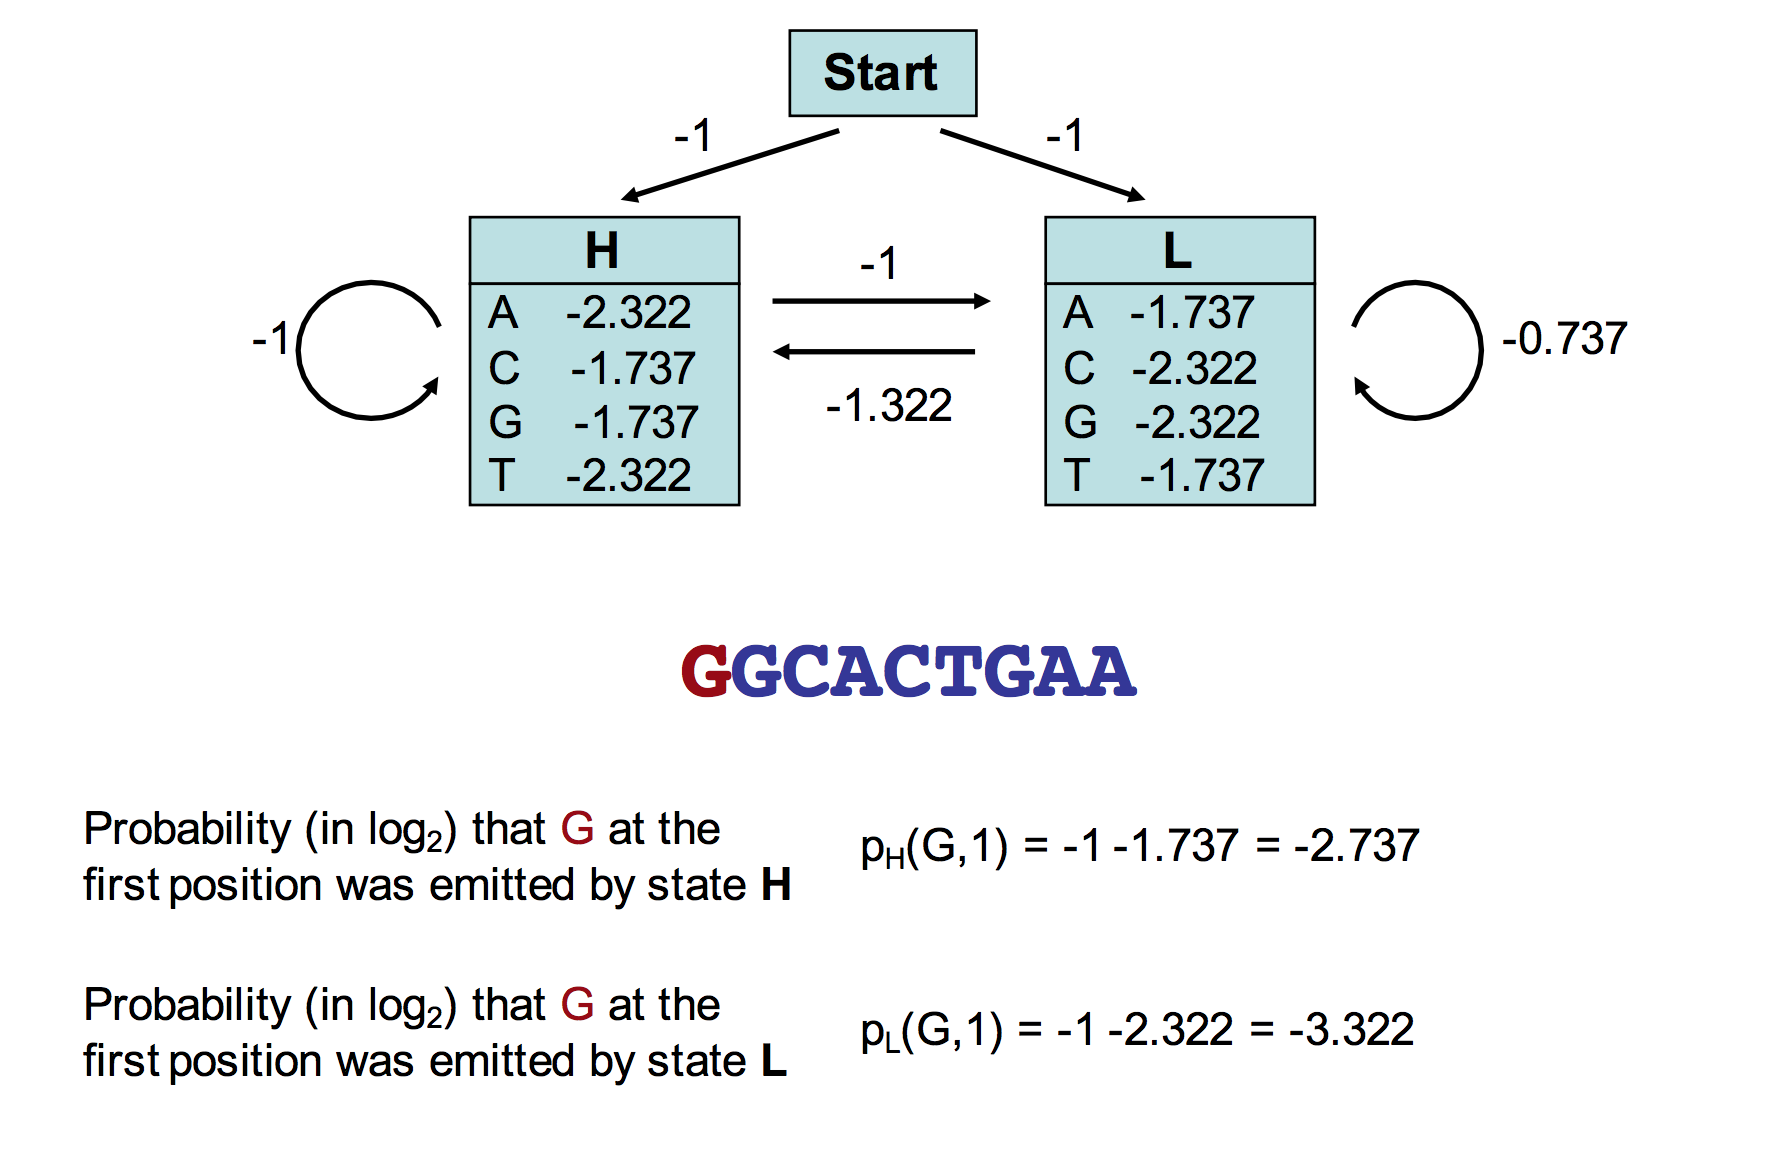 Start
-1 -1
H L
-1
A -2.322 A -1.737
-1 -0.737
C -1.737 C -2.322
-1.322
G -1.737 G -2.322
T -2.322 T -1.737
GGCACTGAA
Probability (in log2) that G at the
first position was emitted by state H
pH(G,1) = -1 -1.737 = -2.737
Probability (in log2) that G at the
first position was emitted by state L
pL(G,1) = -1 -2.322 = -3.322